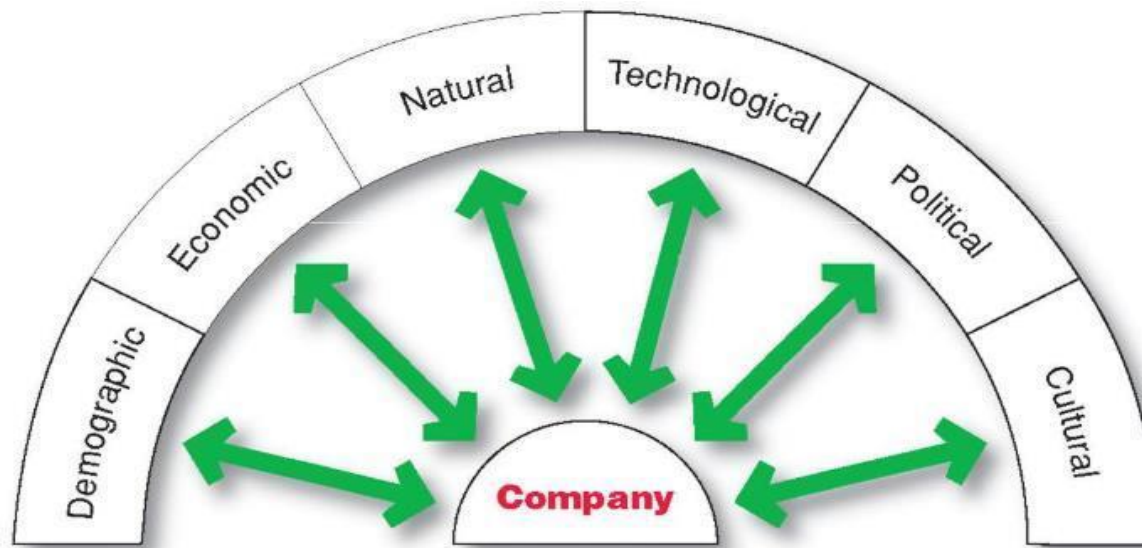 Demographic
Economic
Natural
Technological
Political
Cultural
Company